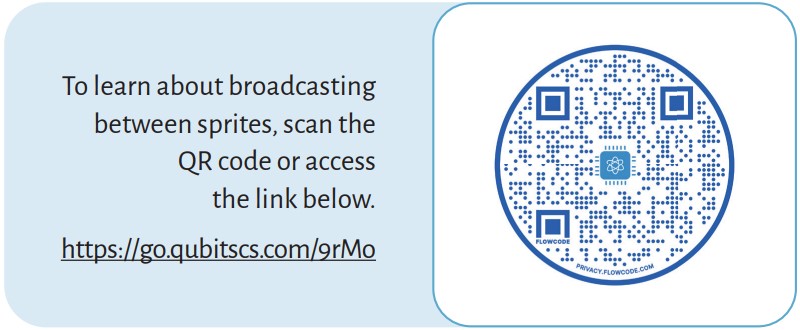 To learn about broadcasting
between sprites, scan the
QR code or access
the link below.
https://go.qubitscs.com/9rMo
FLOWCODE
PRIVACY.FLOWCODE.COM